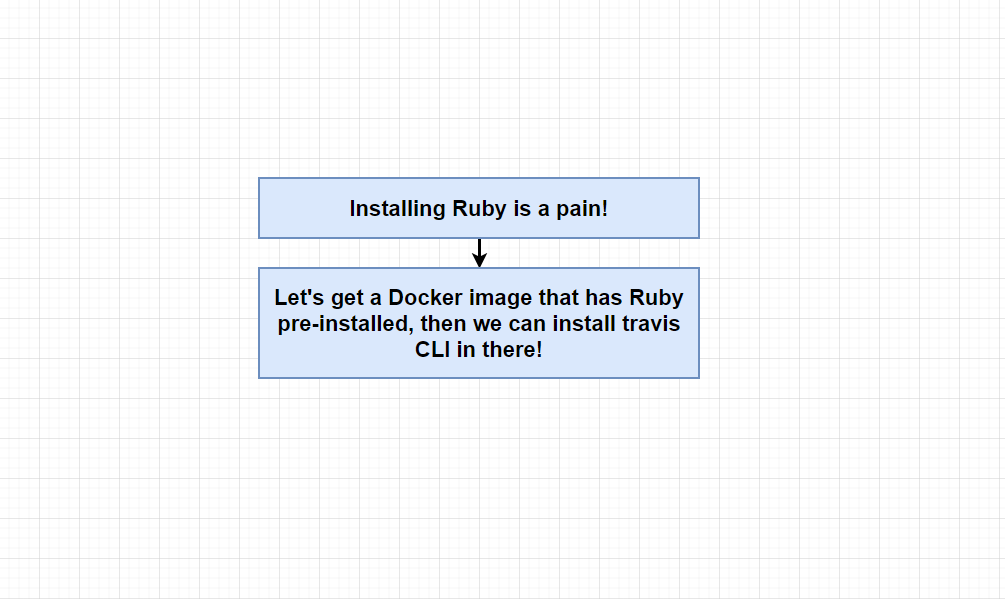 Installing Ruby is a pain!
Let's get a Docker image that has Ruby
pre-installed, then we can install travis
CLI in there!